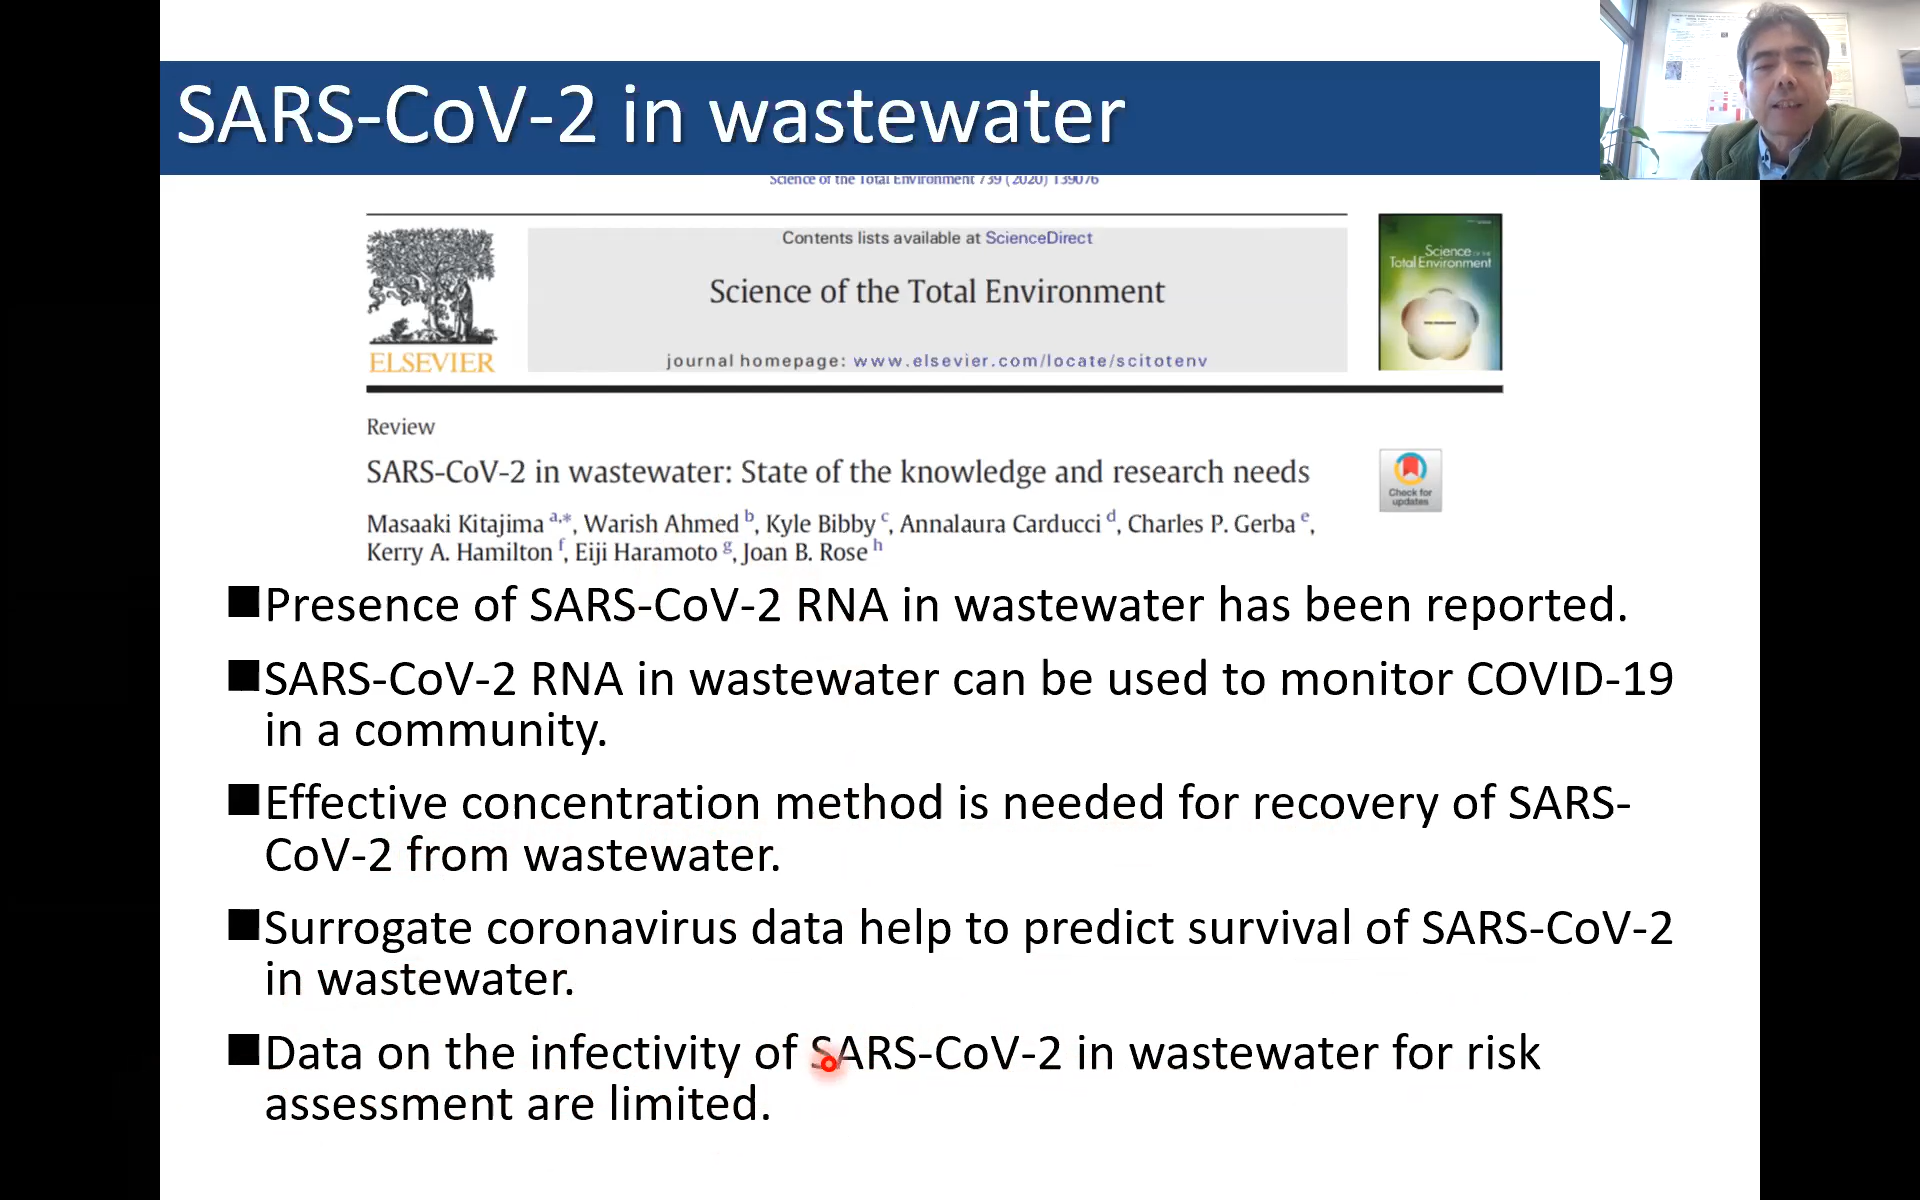 SARS-CoV-2 in wastewater
Science of the Total Environment 739 (2020) 139076
Contents lists available at ScienceDirect
Science of the Total Environment
journal homepage: www.elsevier.com/locate/scitotenv
ELSEVIER
Science OF THE
Total Environment
Review
SARS-CoV-2 in wastewater: State of the knowledge and research needs
Check for
updates
Masaaki Kitajima a,*, Warish Ahmed b, Kyle Bibby c, Annalaura Carducci d, Charles P. Gerba e,
Kerry A. Hamilton f, Eiji Haramoto g, Joan B. Rose h
■Presence of SARS-CoV-2 RNA in wastewater has been reported.
■SARS-CoV-2 RNA in wastewater can be used to monitor COVID-19
in a community.
■Effective concentration method is needed for recovery of SARS-
CoV-2 from wastewater.
■Surrogate coronavirus data help to predict survival of SARS-CoV-2
in wastewater.
■Data on the infectivity of SARS-CoV-2 in wastewater for risk
assessment are limited.